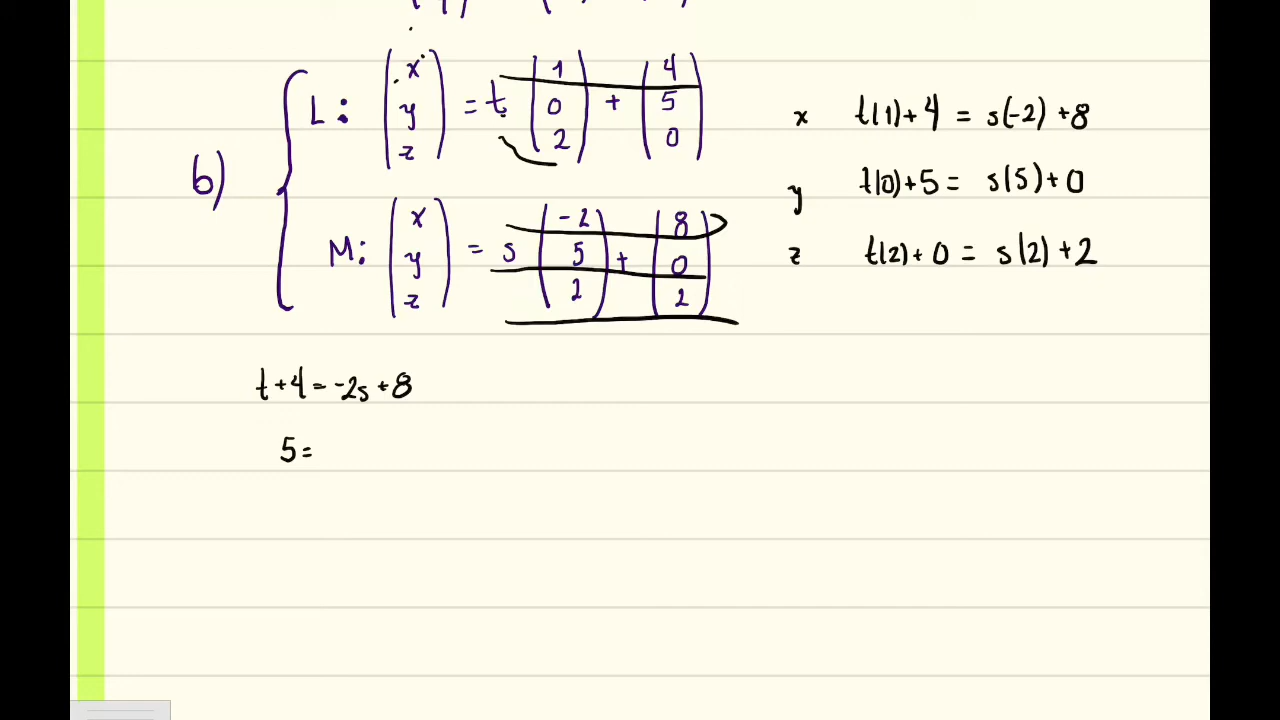 b)
L: (x y z) = t (1 0 2) + (4 5 0)
M: (x y z) = s (-2 5 2) + (8 0 2)
x t(1)+4 = s(-2)+8
y t(0)+5 = s(5)+0
z t(2)+0 = s(2)+2
t+4=-2s+8
5=